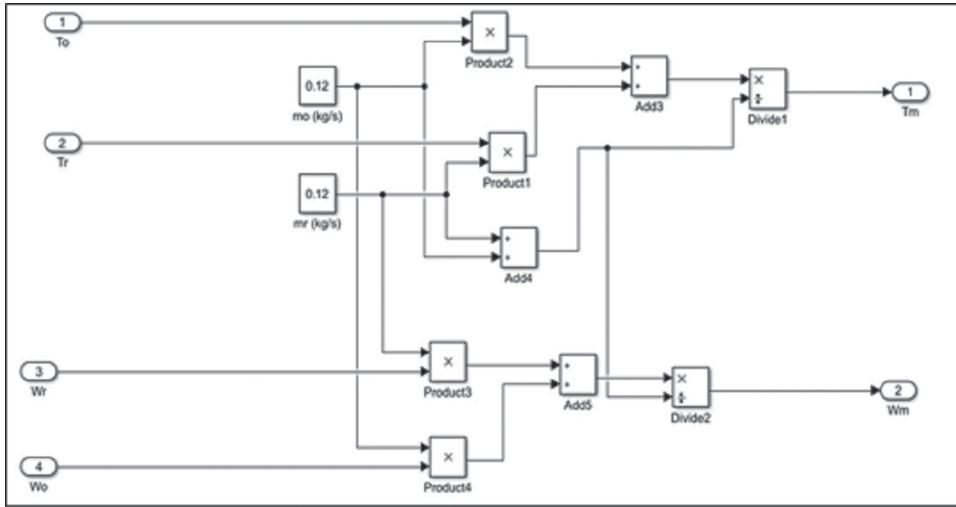 1
To
×
Product2
0.12
mo (kg/s)
+
+
Add3
×
÷
Divide1
1
Tm
2
Tr
×
Product1
0.12
mr (kg/s)
+
+
Add4
3
Wr
×
Product3
+
+
Add5
×
÷
Divide2
2
Wm
4
Wo
×
Product4